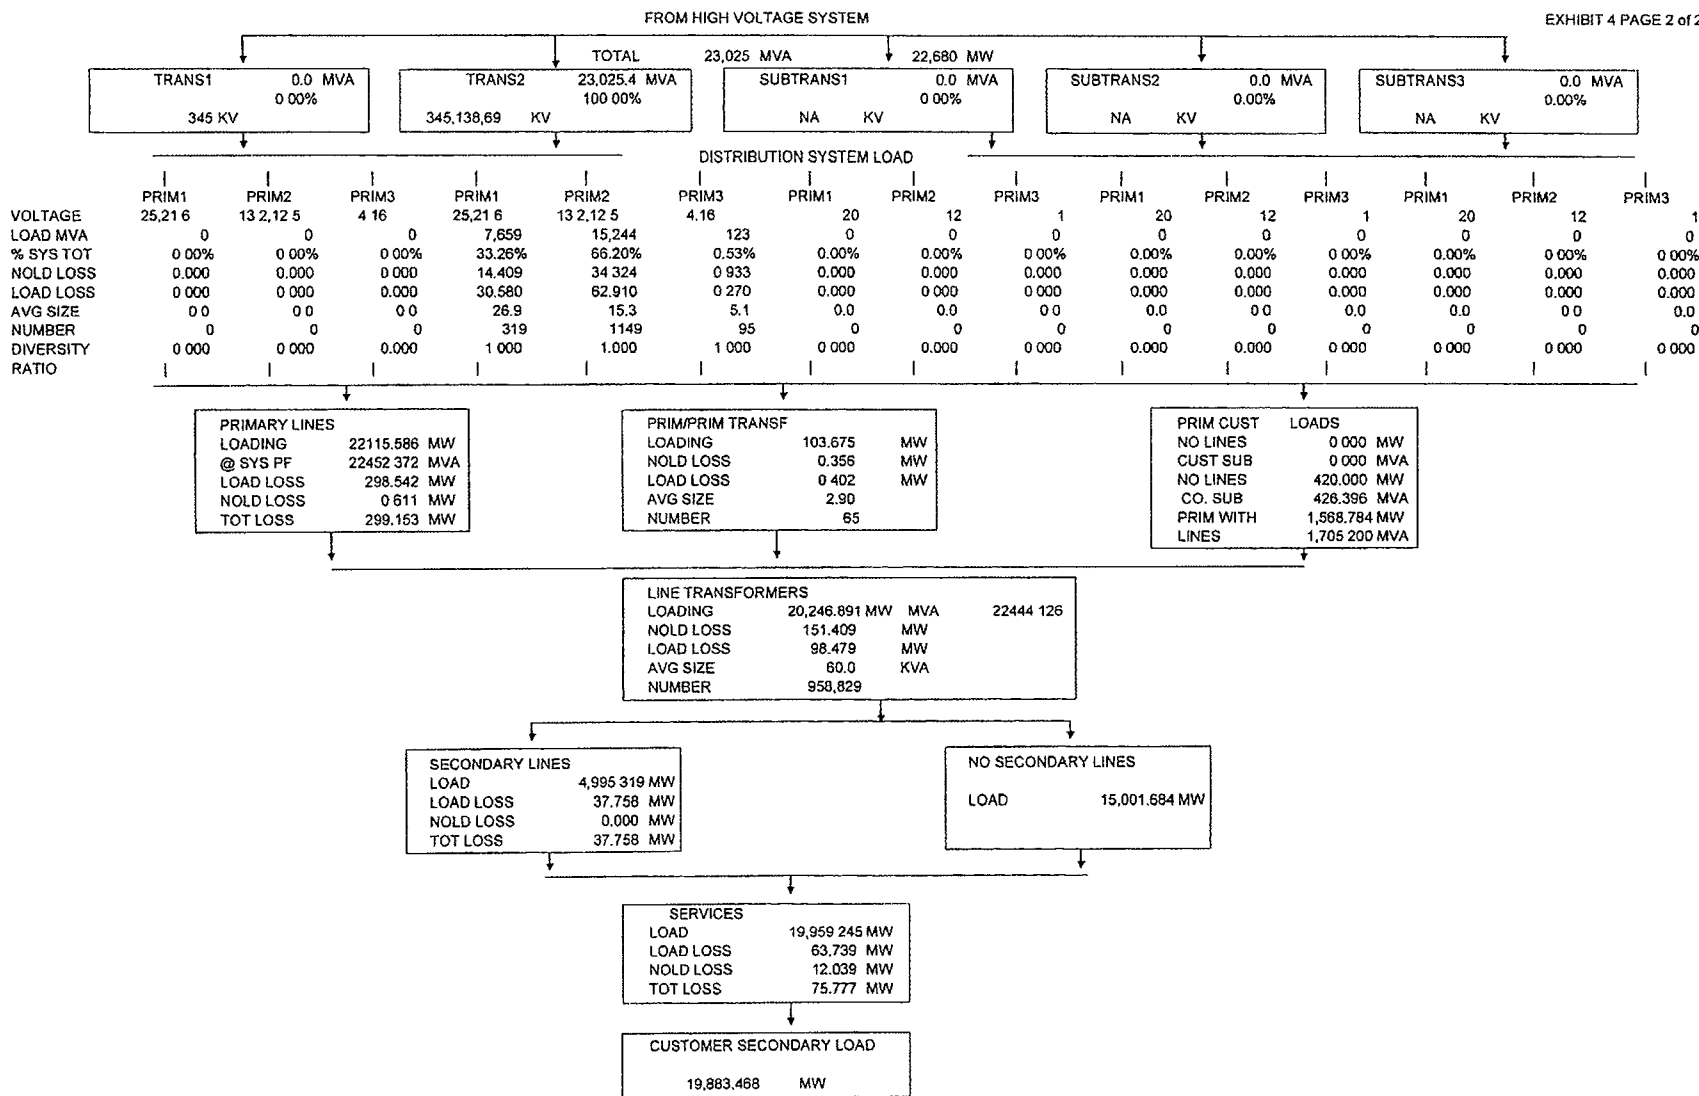 FROM HIGH VOLTAGE SYSTEM
EXHIBIT 4 PAGE 2 of 2
TOTAL 23,025 MVA 22,680 MW
TRANS1 0.0 MVA
0 00%
345 KV
TRANS2 23,025.4 MVA
100 00%
345,138,69 KV
SUBTRANS1 0.0 MVA
0 00%
NA KV
SUBTRANS2 0.0 MVA
0.00%
NA KV
SUBTRANS3 0.0 MVA
0.00%
NA KV
DISTRIBUTION SYSTEM LOAD
PRIM1 PRIM2 PRIM3 PRIM1 PRIM2 PRIM3 PRIM1 PRIM2 PRIM3 PRIM1 PRIM2 PRIM3 PRIM1 PRIM2 PRIM3
VOLTAGE 25,21 6 13 2,12 5 4 16 25,21 6 13 2,12 5 4.16 20 12 1 20 12 1 20 12 1
LOAD MVA 0 0 0 7,659 15,244 123 0 0 0 0 0 0 0 0 0
% SYS TOT 0 00% 0 00% 0 00% 33.26% 66.20% 0.53% 0.00% 0.00% 0 00% 0.00% 0.00% 0 00% 0.00% 0 00% 0 00%
NOLD LOSS 0.000 0.000 0 000 14.409 34 324 0 933 0.000 0.000 0.000 0.000 0.000 0.000 0.000 0.000 0.000
LOAD LOSS 0 000 0 000 0.000 30.580 62.910 0 270 0.000 0 000 0 000 0.000 0.000 0.000 0.000 0.000 0.000
AVG SIZE 0 0 0 0 0 0 26.9 15.3 5.1 0.0 0.0 0 0 0.0 0.0 0.0 0.0 0 0 0.0
NUMBER 0 0 0 319 1149 95 0 0 0 0 0 0 0 0 0
DIVERSITY 0 000 0 000 0.000 1 000 1.000 1 000 0 000 0.000 0 000 0.000 0.000 0 000 0.000 0 000 0 000
RATIO
PRIMARY LINES
LOADING 22115.586 MW
@ SYS PF 22452 372 MVA
LOAD LOSS 298.542 MW
NOLD LOSS 0 611 MW
TOT LOSS 299.153 MW
PRIM/PRIM TRANSF
LOADING 103.675 MW
NOLD LOSS 0.356 MW
LOAD LOSS 0 402 MW
AVG SIZE 2.90
NUMBER 65
PRIM CUST LOADS
NO LINES 0 000 MW
CUST SUB 0 000 MVA
NO LINES 420.000 MW
CO. SUB 426.396 MVA
PRIM WITH 1,568.784 MW
LINES 1,705 200 MVA
LINE TRANSFORMERS
LOADING 20,246.891 MW MVA 22444 126
NOLD LOSS 151.409 MW
LOAD LOSS 98.479 MW
AVG SIZE 60.0 KVA
NUMBER 958,829
SECONDARY LINES
LOAD 4,995 319 MW
LOAD LOSS 37.758 MW
NOLD LOSS 0.000 MW
TOT LOSS 37.758 MW
NO SECONDARY LINES
LOAD 15,001.684 MW
SERVICES
LOAD 19,959 245 MW
LOAD LOSS 63,739 MW
NOLD LOSS 12.039 MW
TOT LOSS 75.777 MW
CUSTOMER SECONDARY LOAD
19,883,468 MW